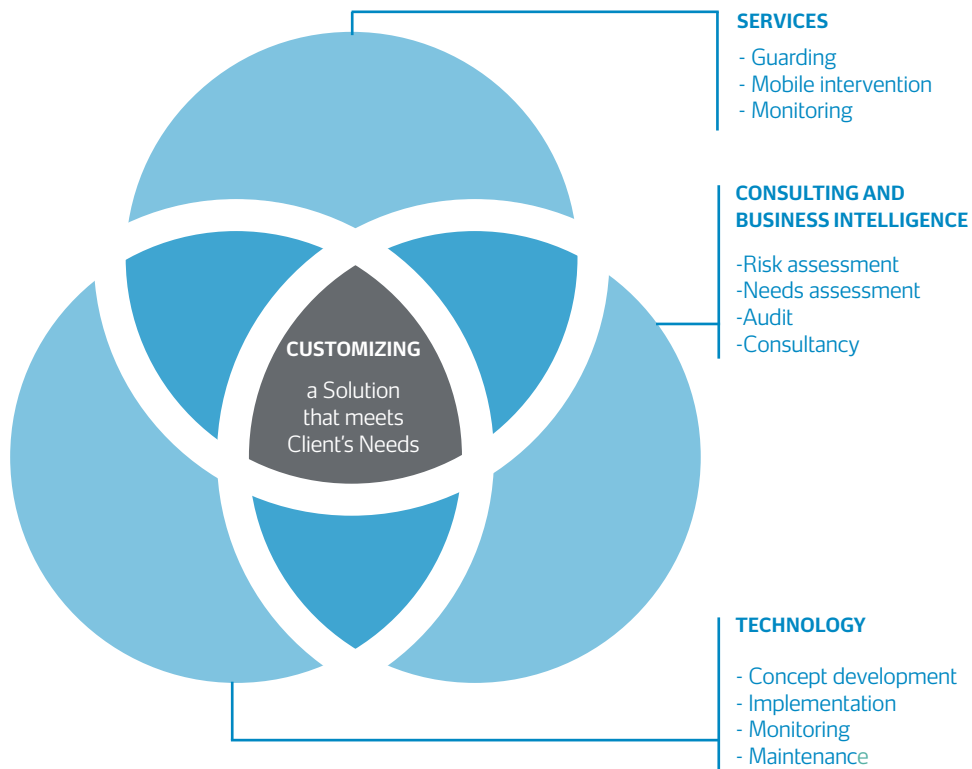 SERVICES
- Guarding
- Mobile intervention
- Monitoring
CONSULTING AND
BUSINESS INTELLIGENCE
-Risk assessment
-Needs assessment
-Audit
-Consultancy
CUSTOMIZING
a Solution
that meets
Client's Needs
TECHNOLOGY
- Concept development
- Implementation
- Monitoring
- Maintenance